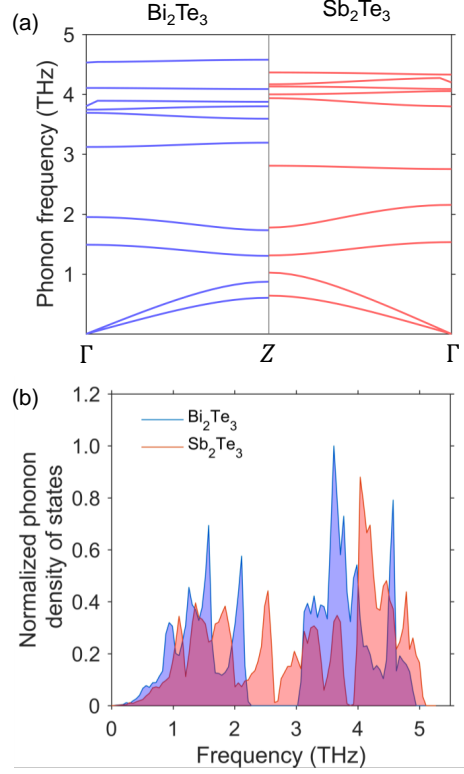 (a)
Bi₂Te₃ Sb₂Te₃
Phonon frequency (THz)
5
4
3
2
1
Γ Z Γ
(b)
Normalized phonon
density of states
1.2
1.0
0.8
0.6
0.4
0.2
0
Bi₂Te₃
Sb₂Te₃
0 1 2 3 4 5
Frequency (THz)